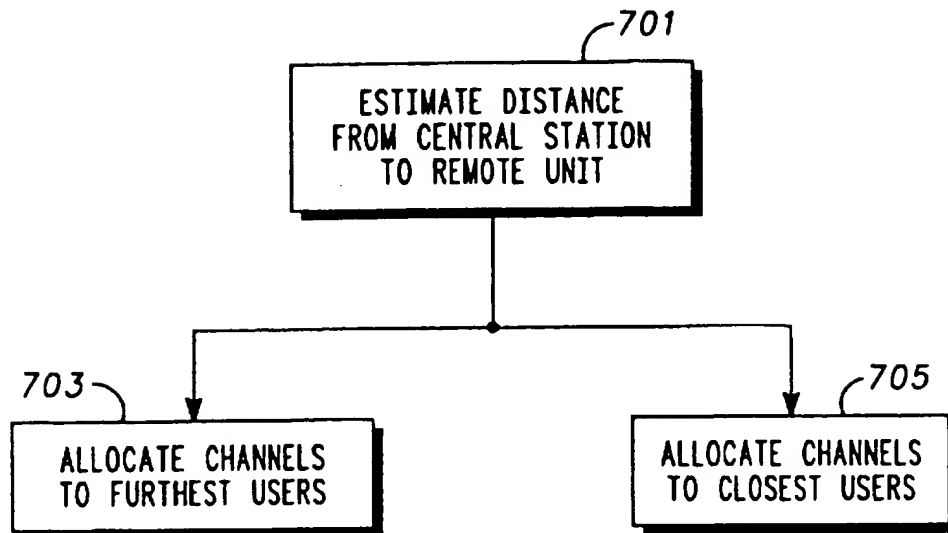 701
ESTIMATE DISTANCE
FROM CENTRAL STATION
TO REMOTE UNIT
703
ALLOCATE CHANNELS
TO FURTHEST USERS
705
ALLOCATE CHANNELS
TO CLOSEST USERS